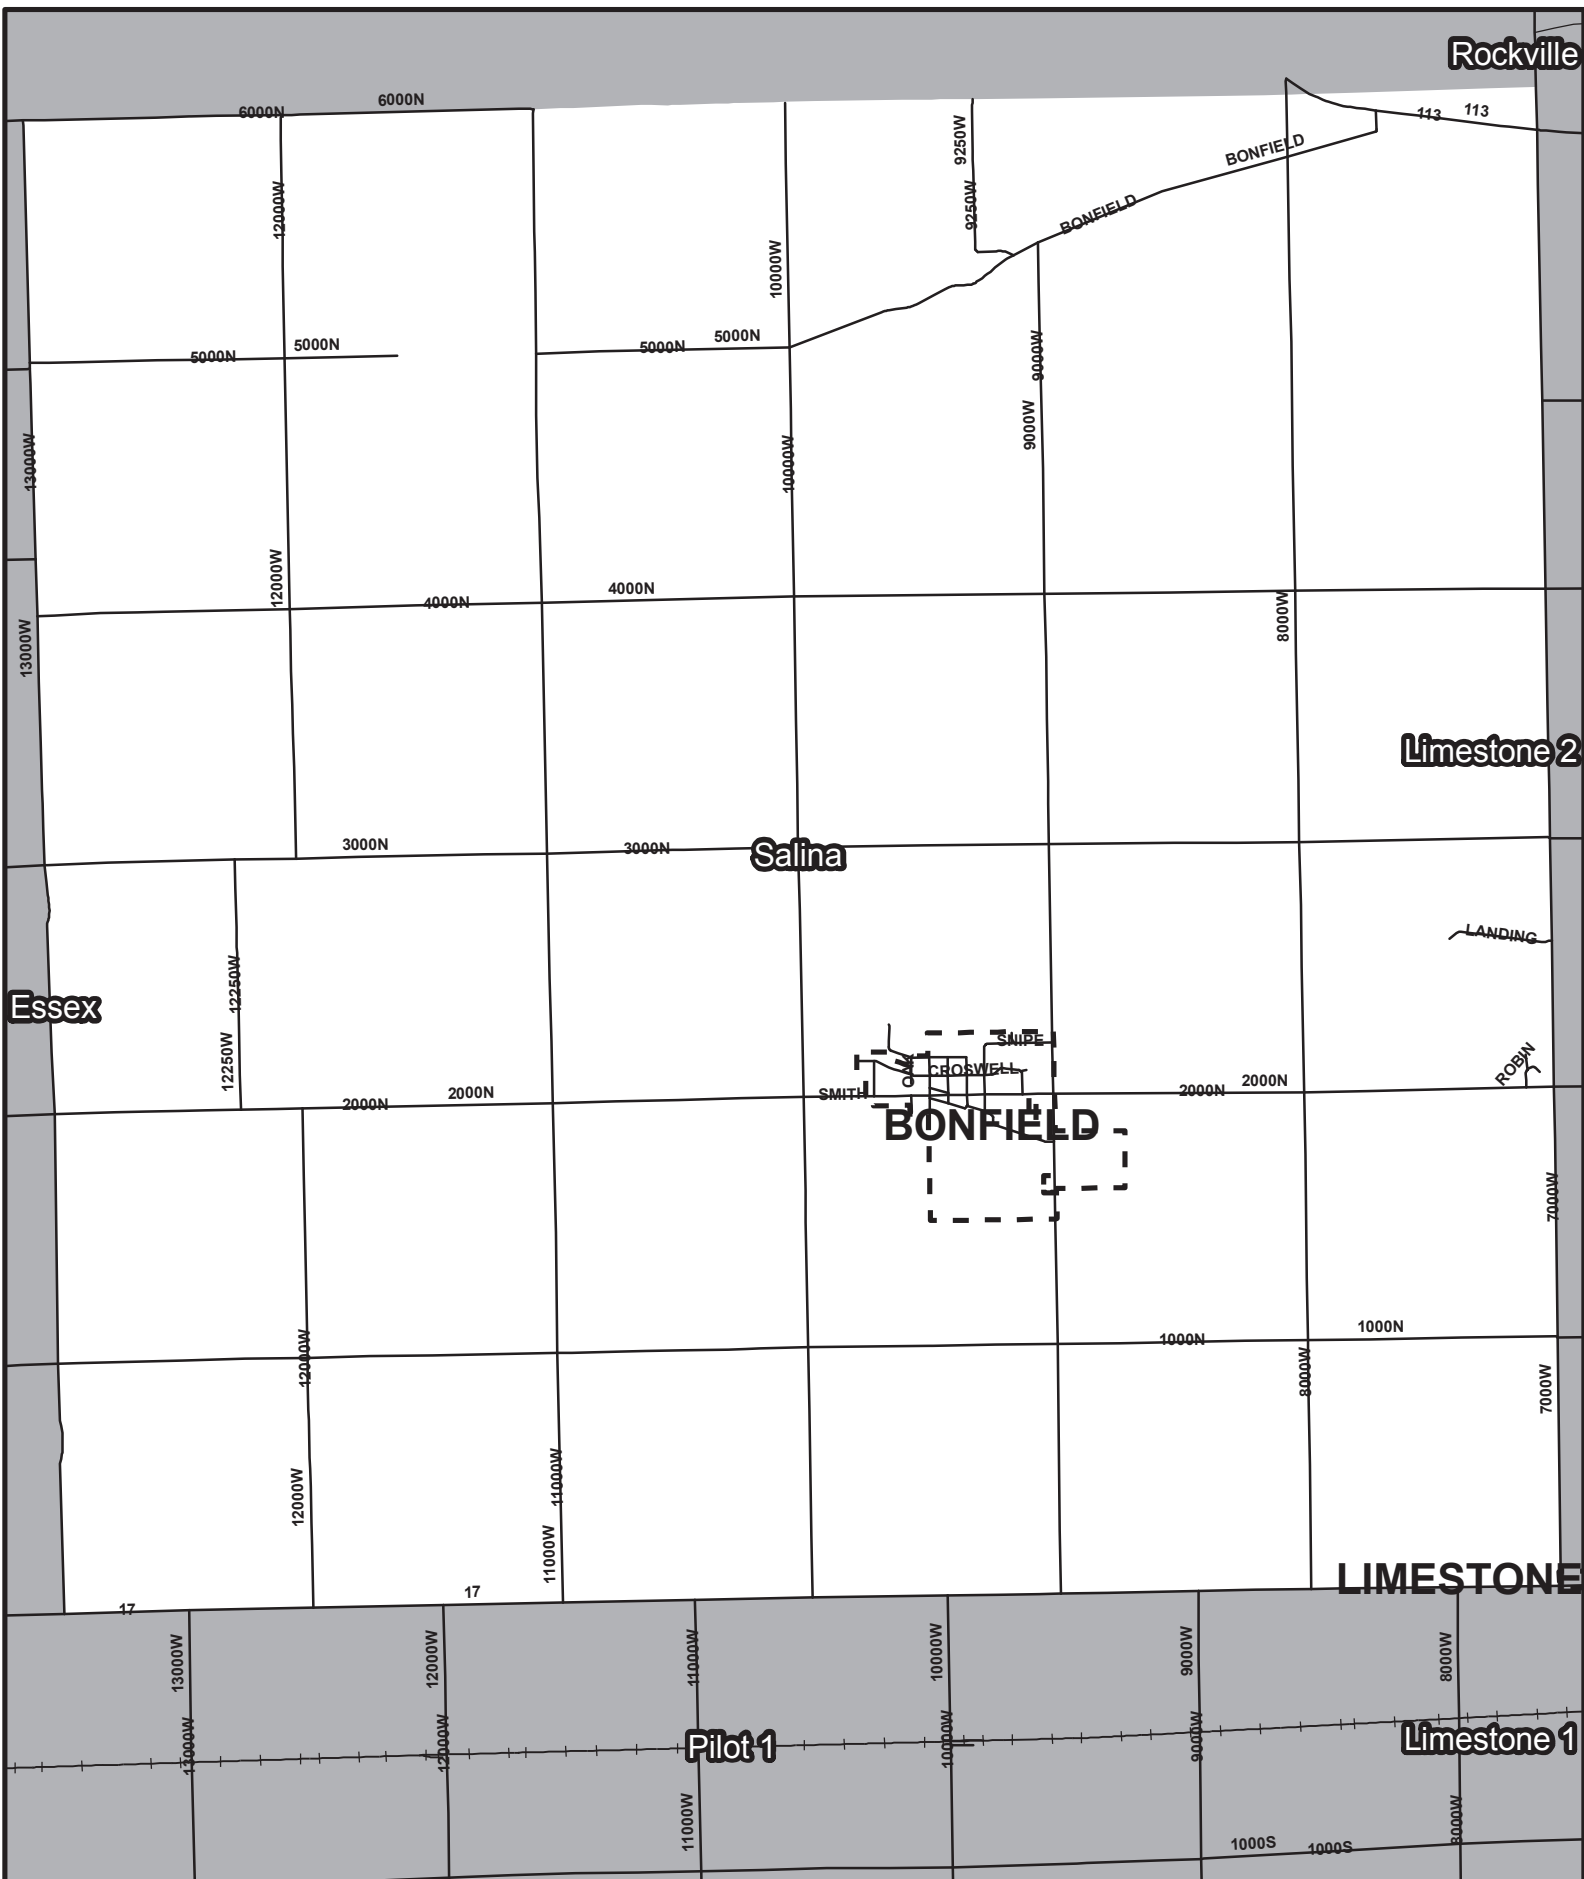 Rockville
6000N
6000N
113
113
9250W
BONFIELD
12000W
9250W
BONFIELD
10000W
5000N
5000N
5000N
5000N
9000W
9000W
13000W
10000W
12000W
4000N
4000N
8000W
13000W
Limestone 2
3000N
3000N
Salina
LANDING
12250W
Essex
SNIPE
12250W
OAK
CROSWELL
ROBIN
SMITH
2000N
2000N
2000N
2000N
BONFIELD
7000W
1000N
1000N
12000W
8000W
7000W
11000W
12000W
11000W
LIMESTONE
17
17
13000W
12000W
11000W
10000W
9000W
8000W
13000W
12000W
Pilot 1
10000W
9000W
Limestone 1
11000W
8000W
1000S
1000S